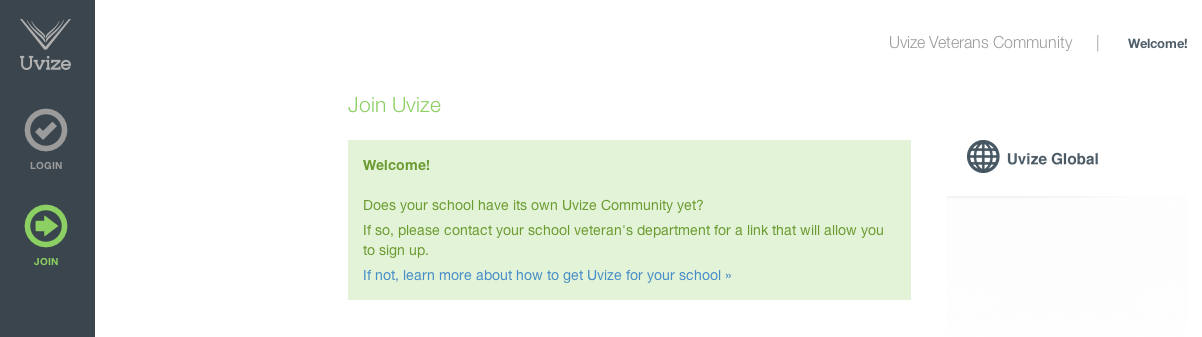 Uvize
LOGIN
JOIN
Uvize Veterans Community | Welcome!
Join Uvize
Welcome!
Does your school have its own Uvize Community yet?
If so, please contact your school veteran's department for a link that will allow you
to sign up.
If not, learn more about how to get Uvize for your school »
Uvize Global